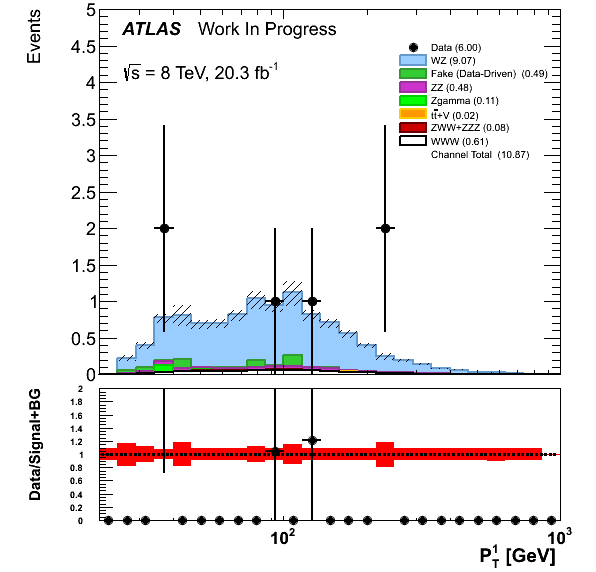 Events
ATLAS Work In Progress
√s = 8 TeV, 20.3 fb⁻¹
Data (6.00)
WZ (9.07)
Fake (Data-Driven) (0.49)
ZZ (0.48)
Zgamma (0.11)
tt̄+V (0.02)
ZWW+ZZZ (0.08)
WWW (0.61)
Channel Total (10.87)
5
4.5
4
3.5
3
2.5
2
1.5
1
0.5
0
Data/Signal+BG
2
1.8
1.6
1.4
1.2
1
0.8
0.6
0.4
0.2
0
10²
10³
P_T^1 [GeV]